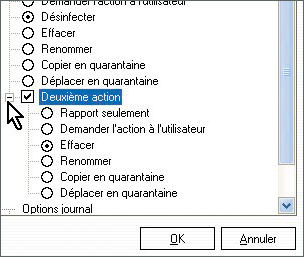 Demander l'action à l'utilisateur
Désinfecter
Effacer
Renommer
Copier en quarantaine
Déplacer en quarantaine
Deuxième action
Rapport seulement
Demander l'action à l'utilisateur
Effacer
Renommer
Copier en quarantaine
Déplacer en quarantaine
Options journal
OK
Annuler